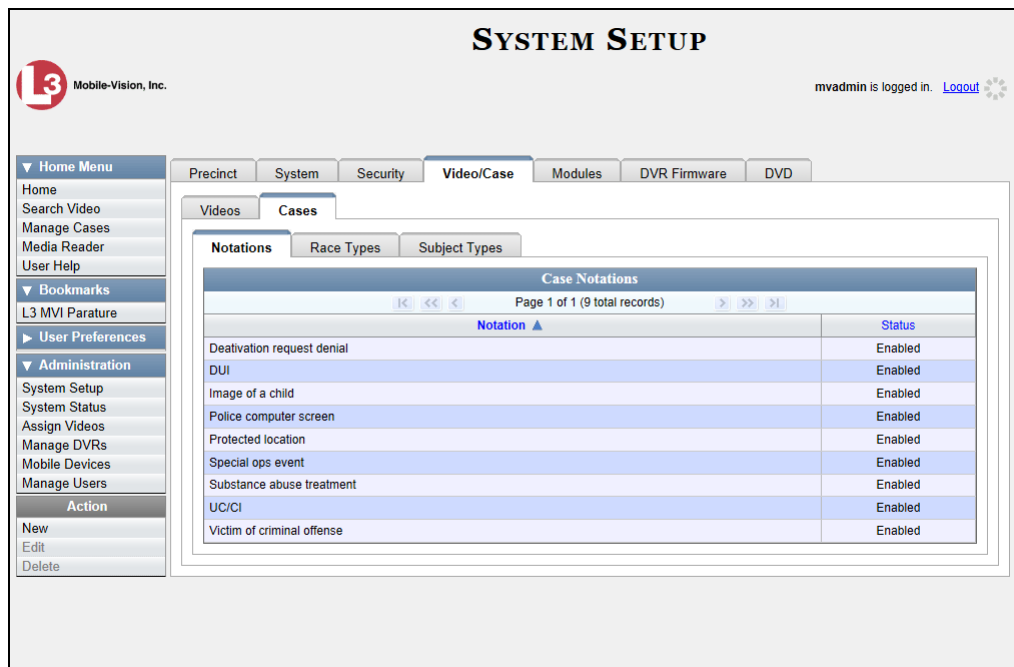 SYSTEM SETUP
L3 Mobile-Vision, Inc.
mvadmin is logged in. Logout
▼ Home Menu
Home
Search Video
Manage Cases
Media Reader
User Help
▼ Bookmarks
L3 MVI Parature
▶ User Preferences
▼ Administration
System Setup
System Status
Assign Videos
Manage DVRs
Mobile Devices
Manage Users
Action
New
Edit
Delete
Precinct System Security Video/Case Modules DVR Firmware DVD
Videos Cases
Notations Race Types Subject Types
Case Notations
|< << < Page 1 of 1 (9 total records) > >> >|
Notation ▲ Status
Deativation request denial Enabled
DUI Enabled
Image of a child Enabled
Police computer screen Enabled
Protected location Enabled
Special ops event Enabled
Substance abuse treatment Enabled
UC/CI Enabled
Victim of criminal offense Enabled